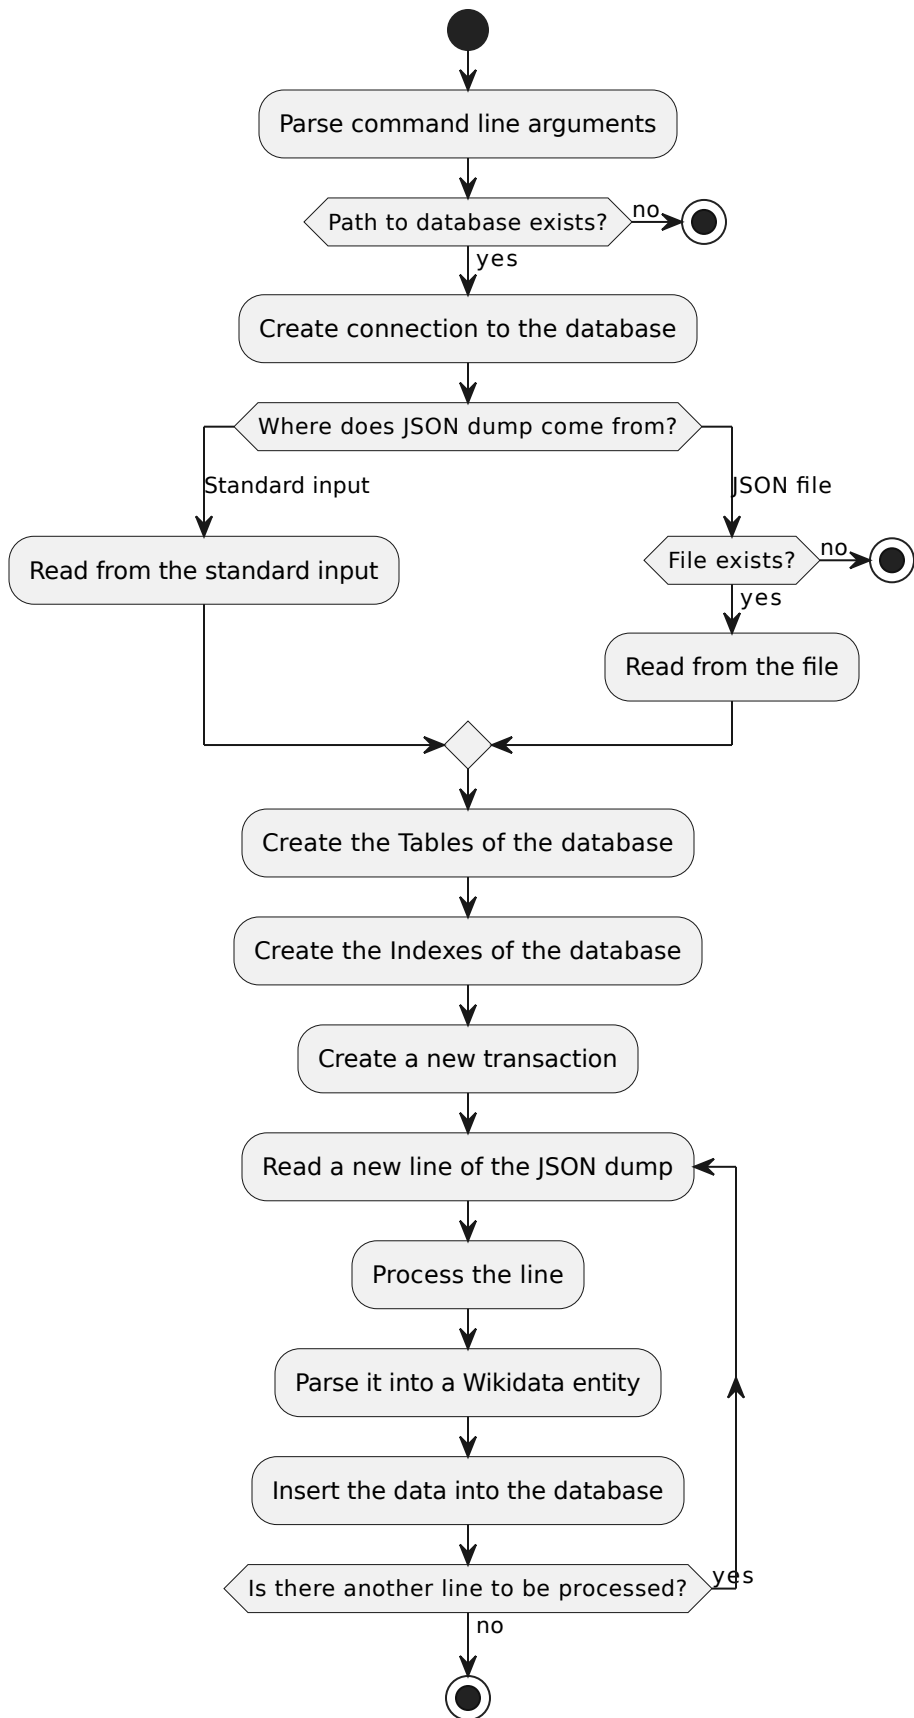 Parse command line arguments
Path to database exists?
no
yes
Create connection to the database
Where does JSON dump come from?
Standard input
JSON file
Read from the standard input
File exists?
no
yes
Read from the file
Create the Tables of the database
Create the Indexes of the database
Create a new transaction
Read a new line of the JSON dump
Process the line
Parse it into a Wikidata entity
Insert the data into the database
Is there another line to be processed?
yes
no